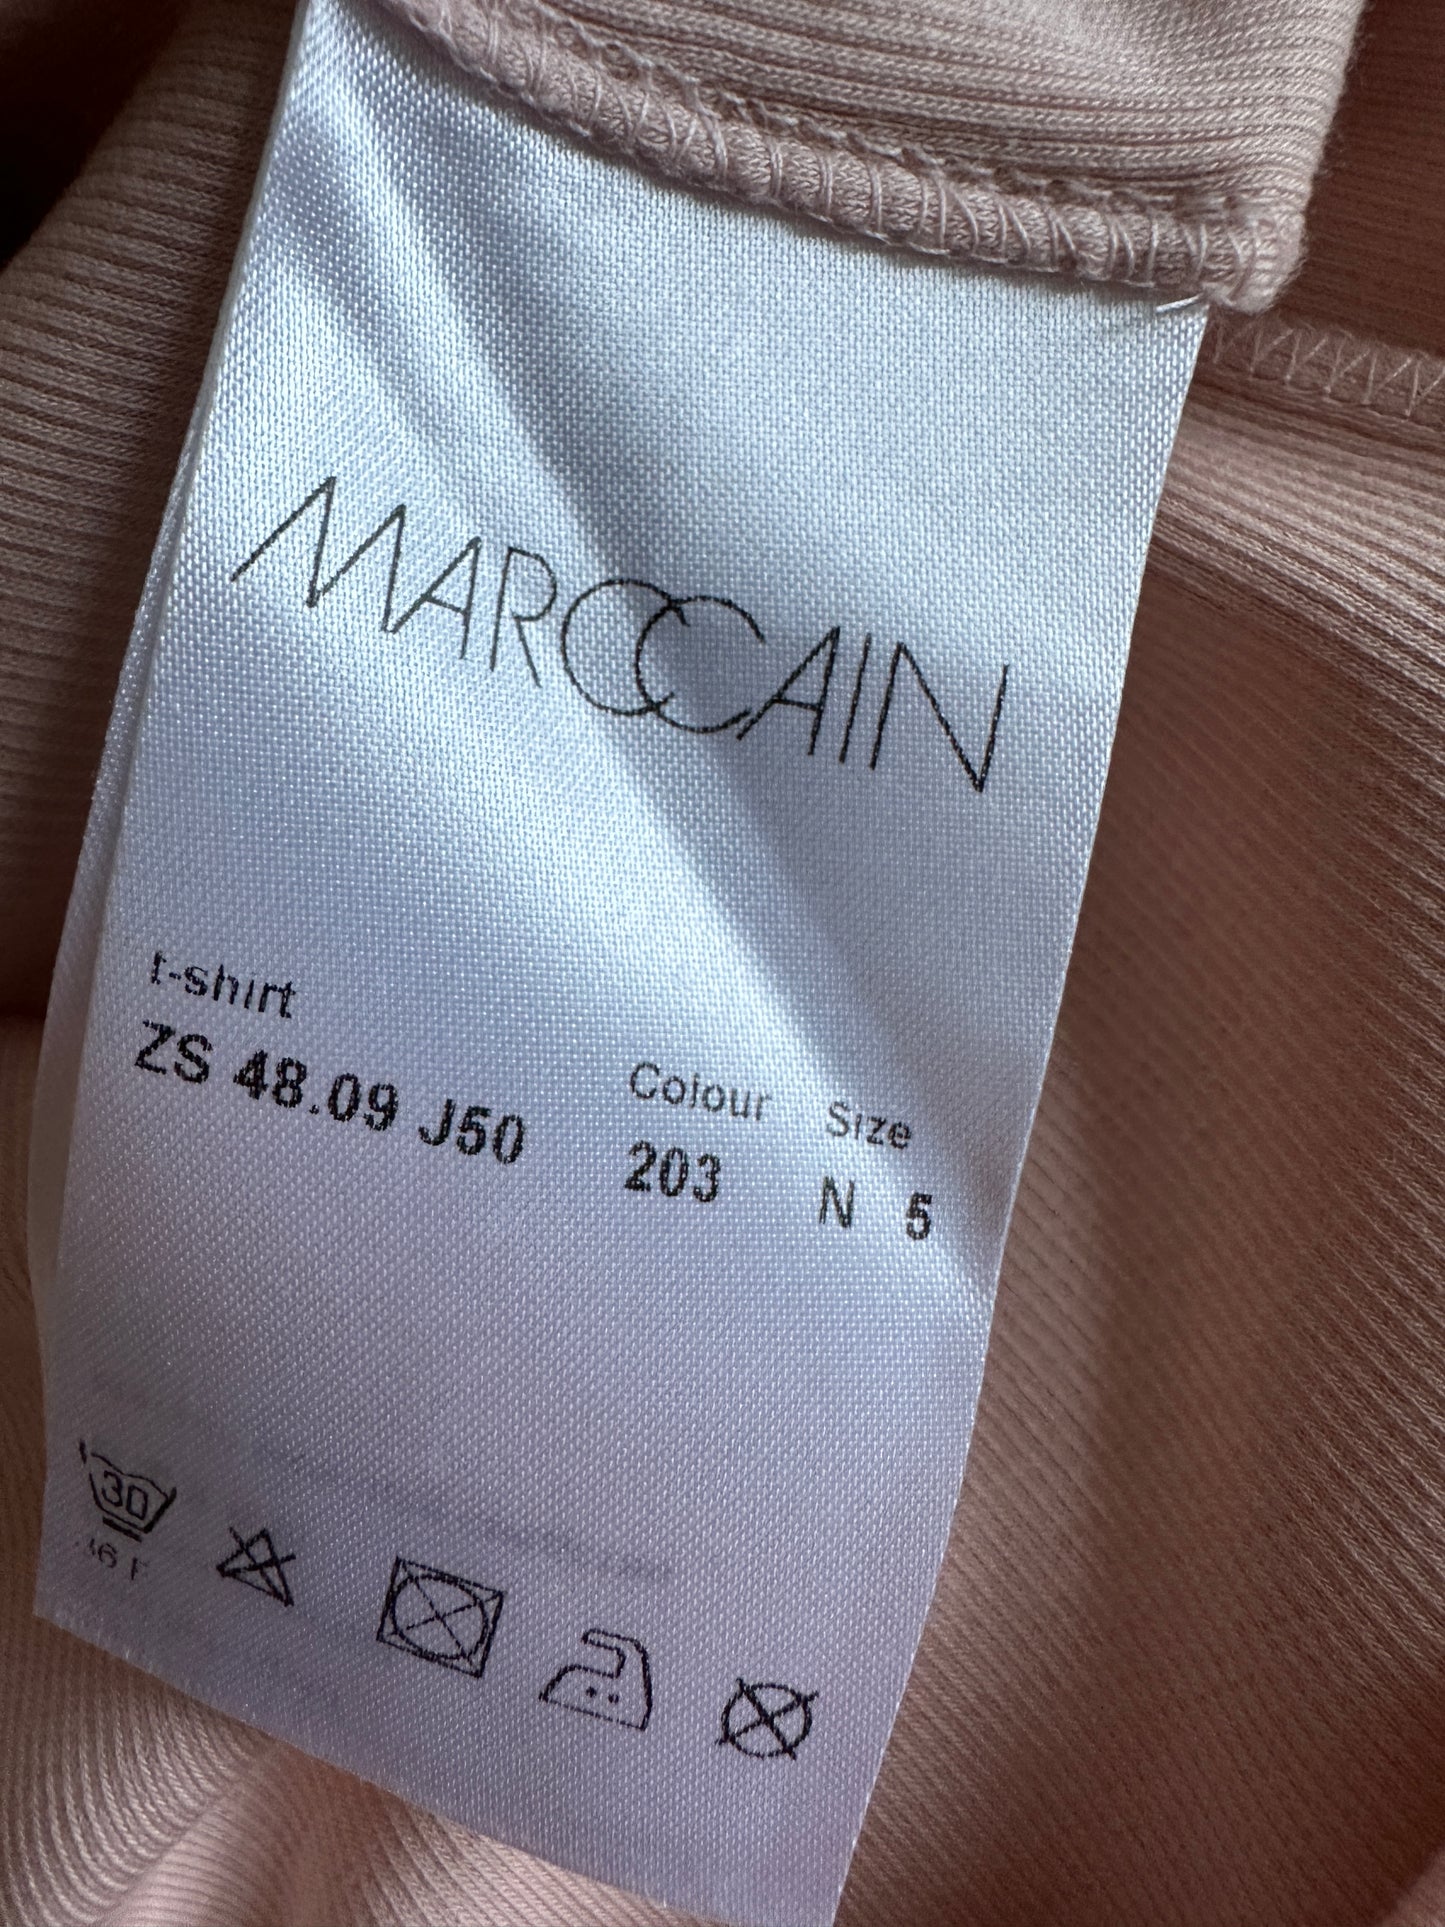 MARCCAIN
t-shirt
ZS 48.09 J50
Colour
203
Size
N 5
30